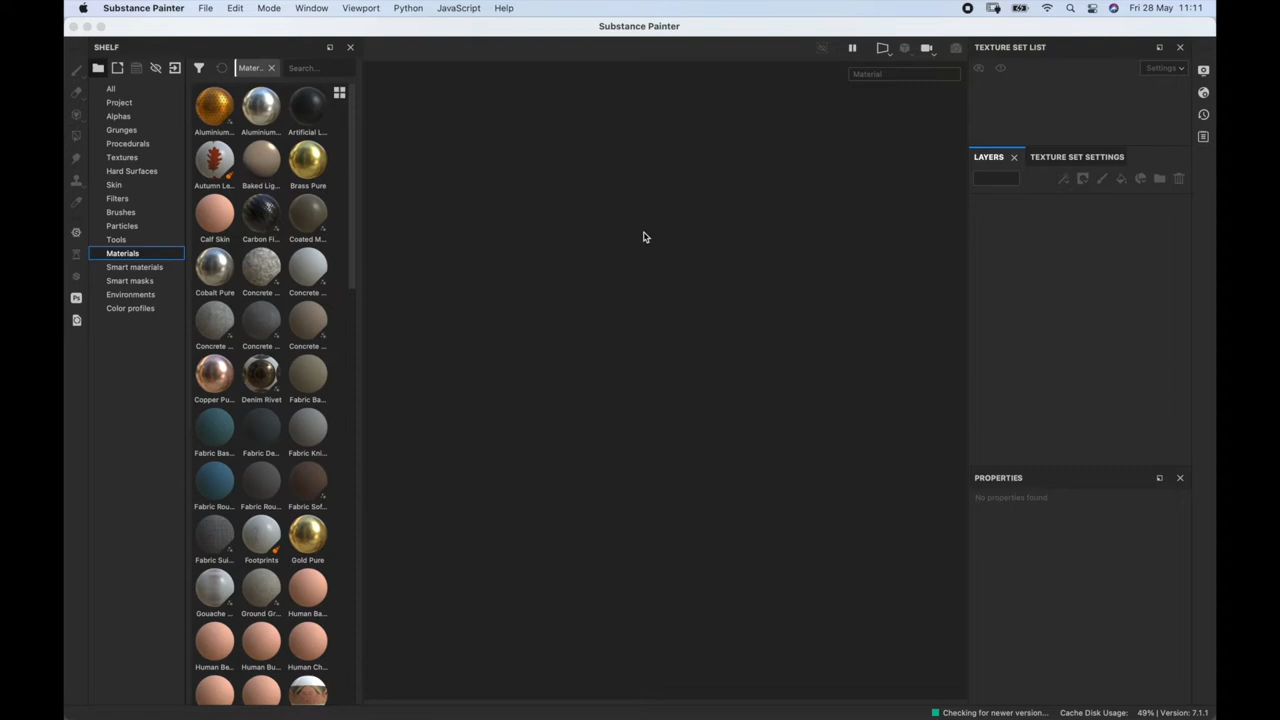 Substance Painter File Edit Mode Window Viewport Python JavaScript Help Fri 28 May 11:11
Substance Painter
SHELF
Mater...
Search...
All
Project
Alphas
Grunges
Procedurals
Textures
Hard Surfaces
Skin
Filters
Brushes
Particles
Tools
Materials
Smart materials
Smart masks
Environments
Color profiles
Aluminium... Aluminium... Artificial L...
Autumn Le... Baked Lig... Brass Pure
Calf Skin Carbon Fi... Coated M...
Cobalt Pure Concrete ... Concrete ...
Concrete ... Concrete ... Concrete ...
Copper Pu... Denim Rivet Fabric Ba...
Fabric Bas... Fabric De... Fabric Kni...
Fabric Rou... Fabric Rou... Fabric Sof...
Fabric Sui... Footprints Gold Pure
Gouache ... Ground Gr... Human Ba...
Human Be... Human Bu... Human Ch...
Ps
Material
TEXTURE SET LIST
Settings
LAYERS
TEXTURE SET SETTINGS
PROPERTIES
No properties found
Checking for newer version... Cache Disk Usage: 49% | Version: 7.1.1